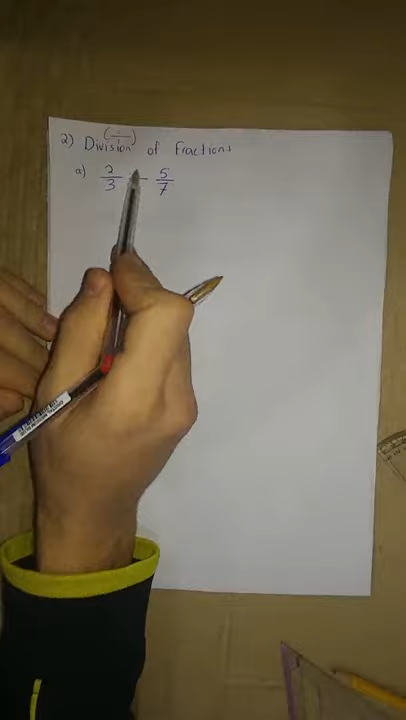 (÷)
2) Division of Fractions
a) 2/3 ÷ 5/7